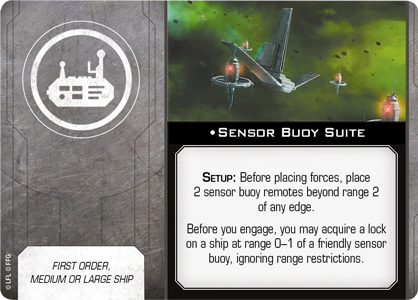 •Sensor Buoy Suite
Setup: Before placing forces, place
2 sensor buoy remotes beyond range 2
of any edge.
Before you engage, you may acquire a lock
on a ship at range 0–1 of a friendly sensor
buoy, ignoring range restrictions.
FIRST ORDER,
MEDIUM OR LARGE SHIP
©LFL ©FFG